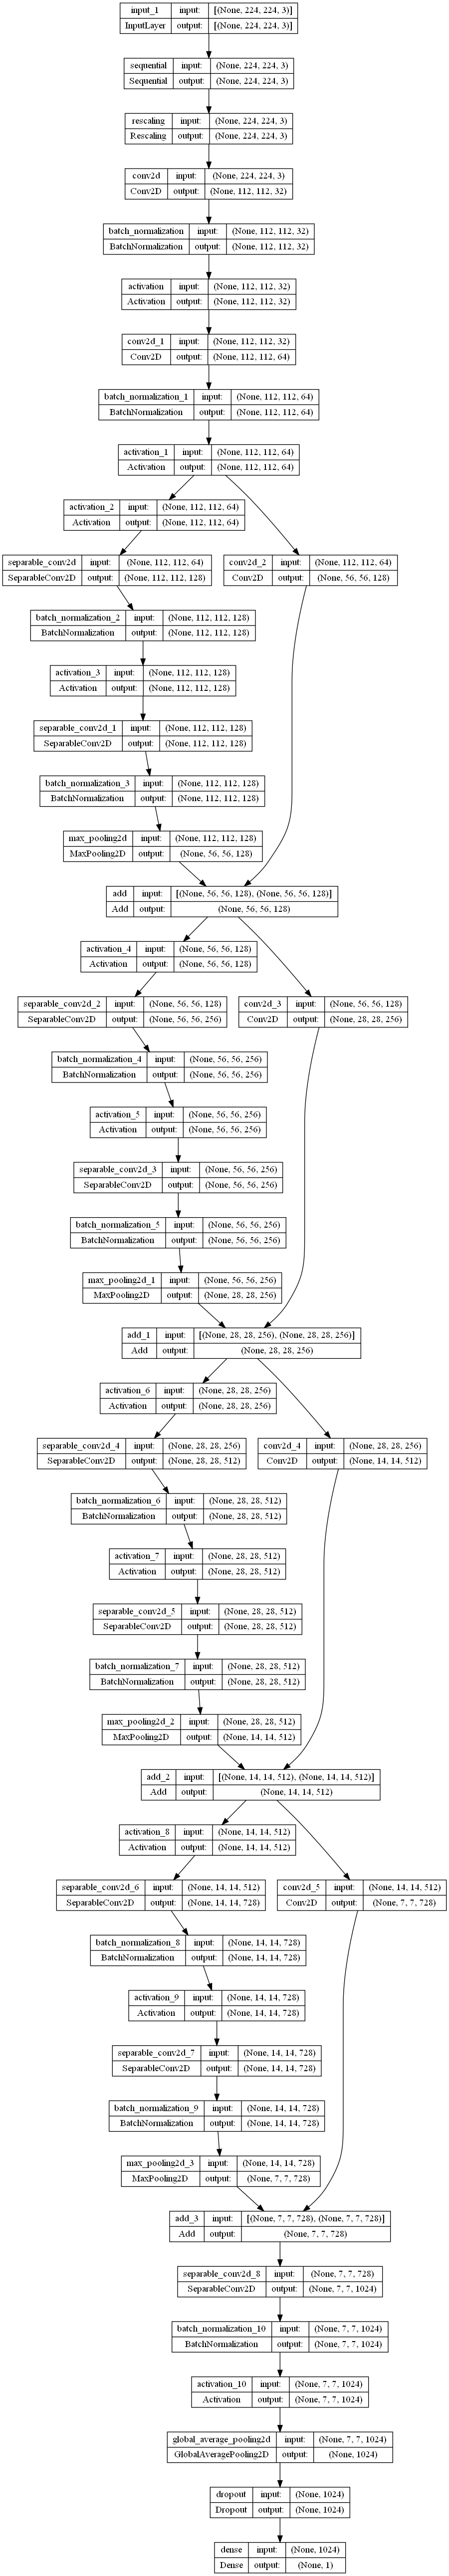 input_1 input: [(None, 224, 224, 3)]
InputLayer output: [(None, 224, 224, 3)]
sequential input: (None, 224, 224, 3)
Sequential output: (None, 224, 224, 3)
rescaling input: (None, 224, 224, 3)
Rescaling output: (None, 224, 224, 3)
conv2d input: (None, 224, 224, 3)
Conv2D output: (None, 112, 112, 32)
batch_normalization input: (None, 112, 112, 32)
BatchNormalization output: (None, 112, 112, 32)
activation input: (None, 112, 112, 32)
Activation output: (None, 112, 112, 32)
conv2d_1 input: (None, 112, 112, 32)
Conv2D output: (None, 112, 112, 64)
batch_normalization_1 input: (None, 112, 112, 64)
BatchNormalization output: (None, 112, 112, 64)
activation_1 input: (None, 112, 112, 64)
Activation output: (None, 112, 112, 64)
activation_2 input: (None, 112, 112, 64)
Activation output: (None, 112, 112, 64)
separable_conv2d input: (None, 112, 112, 64)
SeparableConv2D output: (None, 112, 112, 128)
conv2d_2 input: (None, 112, 112, 64)
Conv2D output: (None, 56, 56, 128)
batch_normalization_2 input: (None, 112, 112, 128)
BatchNormalization output: (None, 112, 112, 128)
activation_3 input: (None, 112, 112, 128)
Activation output: (None, 112, 112, 128)
separable_conv2d_1 input: (None, 112, 112, 128)
SeparableConv2D output: (None, 112, 112, 128)
batch_normalization_3 input: (None, 112, 112, 128)
BatchNormalization output: (None, 112, 112, 128)
max_pooling2d input: (None, 112, 112, 128)
MaxPooling2D output: (None, 56, 56, 128)
add input: [(None, 56, 56, 128), (None, 56, 56, 128)]
Add output: (None, 56, 56, 128)
activation_4 input: (None, 56, 56, 128)
Activation output: (None, 56, 56, 128)
separable_conv2d_2 input: (None, 56, 56, 128)
SeparableConv2D output: (None, 56, 56, 256)
conv2d_3 input: (None, 56, 56, 128)
Conv2D output: (None, 28, 28, 256)
batch_normalization_4 input: (None, 56, 56, 256)
BatchNormalization output: (None, 56, 56, 256)
activation_5 input: (None, 56, 56, 256)
Activation output: (None, 56, 56, 256)
separable_conv2d_3 input: (None, 56, 56, 256)
SeparableConv2D output: (None, 56, 56, 256)
batch_normalization_5 input: (None, 56, 56, 256)
BatchNormalization output: (None, 56, 56, 256)
max_pooling2d_1 input: (None, 56, 56, 256)
MaxPooling2D output: (None, 28, 28, 256)
add_1 input: [(None, 28, 28, 256), (None, 28, 28, 256)]
Add output: (None, 28, 28, 256)
activation_6 input: (None, 28, 28, 256)
Activation output: (None, 28, 28, 256)
separable_conv2d_4 input: (None, 28, 28, 256)
SeparableConv2D output: (None, 28, 28, 512)
conv2d_4 input: (None, 28, 28, 256)
Conv2D output: (None, 14, 14, 512)
batch_normalization_6 input: (None, 28, 28, 512)
BatchNormalization output: (None, 28, 28, 512)
activation_7 input: (None, 28, 28, 512)
Activation output: (None, 28, 28, 512)
separable_conv2d_5 input: (None, 28, 28, 512)
SeparableConv2D output: (None, 28, 28, 512)
batch_normalization_7 input: (None, 28, 28, 512)
BatchNormalization output: (None, 28, 28, 512)
max_pooling2d_2 input: (None, 28, 28, 512)
MaxPooling2D output: (None, 14, 14, 512)
add_2 input: [(None, 14, 14, 512), (None, 14, 14, 512)]
Add output: (None, 14, 14, 512)
activation_8 input: (None, 14, 14, 512)
Activation output: (None, 14, 14, 512)
separable_conv2d_6 input: (None, 14, 14, 512)
SeparableConv2D output: (None, 14, 14, 728)
conv2d_5 input: (None, 14, 14, 512)
Conv2D output: (None, 7, 7, 728)
batch_normalization_8 input: (None, 14, 14, 728)
BatchNormalization output: (None, 14, 14, 728)
activation_9 input: (None, 14, 14, 728)
Activation output: (None, 14, 14, 728)
separable_conv2d_7 input: (None, 14, 14, 728)
SeparableConv2D output: (None, 14, 14, 728)
batch_normalization_9 input: (None, 14, 14, 728)
BatchNormalization output: (None, 14, 14, 728)
max_pooling2d_3 input: (None, 14, 14, 728)
MaxPooling2D output: (None, 7, 7, 728)
add_3 input: [(None, 7, 7, 728), (None, 7, 7, 728)]
Add output: (None, 7, 7, 728)
separable_conv2d_8 input: (None, 7, 7, 728)
SeparableConv2D output: (None, 7, 7, 1024)
batch_normalization_10 input: (None, 7, 7, 1024)
BatchNormalization output: (None, 7, 7, 1024)
activation_10 input: (None, 7, 7, 1024)
Activation output: (None, 7, 7, 1024)
global_average_pooling2d input: (None, 7, 7, 1024)
GlobalAveragePooling2D output: (None, 1024)
dropout input: (None, 1024)
Dropout output: (None, 1024)
dense input: (None, 1024)
Dense output: (None, 1)